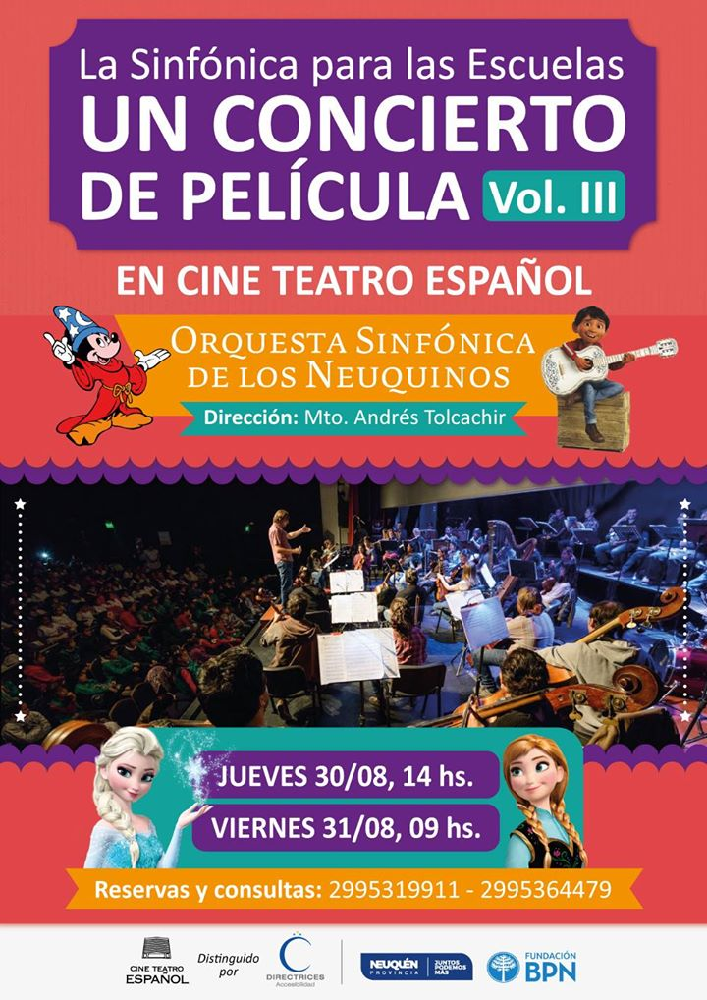 La Sinfónica para las Escuelas
UN CONCIERTO
DE PELÍCULA Vol. III
EN CINE TEATRO ESPAÑOL
ORQUESTA SINFÓNICA
DE LOS NEUQUINOS
Dirección: Mto. Andrés Tolcachir
JUEVES 30/08, 14 hs.
VIERNES 31/08, 09 hs.
Reservas y consultas: 2995319911 - 2995364479
CINE TEATRO
ESPAÑOL
Distinguido
por
DIRECTRICES
Accesibilidad
NEUQUÉN
PROVINCIA
JUNTOS
PODEMOS
MÁS
FUNDACIÓN
BPN